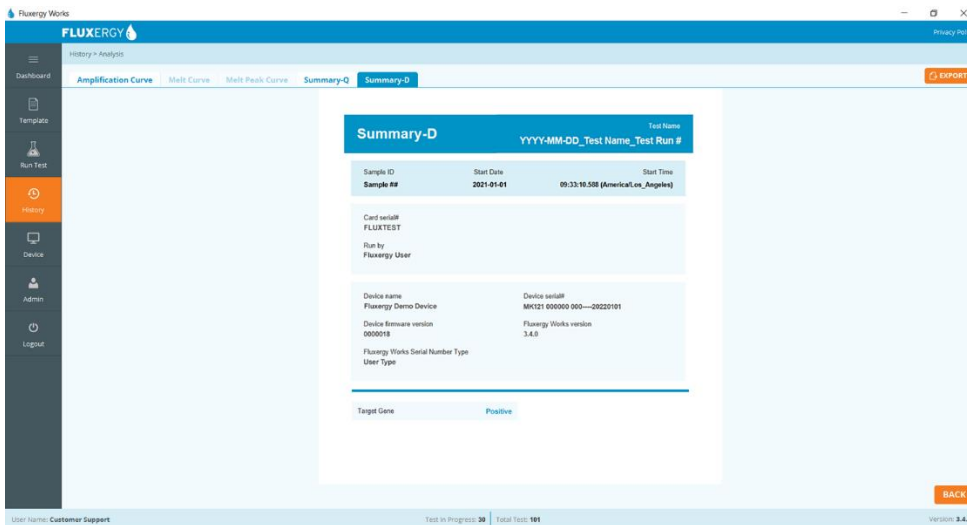 Fluxergy Works
FLUXERGY
Privacy Pol
History > Analysis
Dashboard
Template
Run Test
History
Device
Admin
Logout
Amplification Curve Melt Curve Melt Peak Curve Summary-Q Summary-D
EXPORT
Summary-D
Test Name
YYYY-MM-DD_Test Name_Test Run #
Sample ID Start Date Start Time
Sample ## 2021-01-01 09:33:10.588 (America/Los_Angeles)
Card serial#
FLUXTEST
Run by
Fluxergy User
Device name Device serial#
Fluxergy Demo Device MK121 000000 000----20220101
Device firmware version Fluxergy Works version
0000018 3.4.0
Fluxergy Works Serial Number Type
User Type
Target Gene Positive
BACK
User Name: Customer Support Test in Progress: 30 Total Test: 101 Version: 3.4.